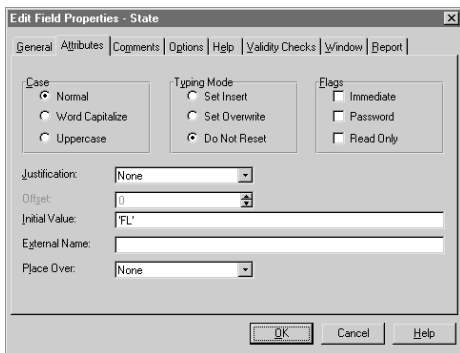 Edit Field Properties - State
General Attributes Comments Options Help Validity Checks Window Report
Case Typing Mode Flags
Normal Set Insert Immediate
Word Capitalize Set Overwrite Password
Uppercase Do Not Reset Read Only
Justification: None
Offset: 0
Initial Value: 'FL'
External Name:
Place Over: None
OK Cancel Help